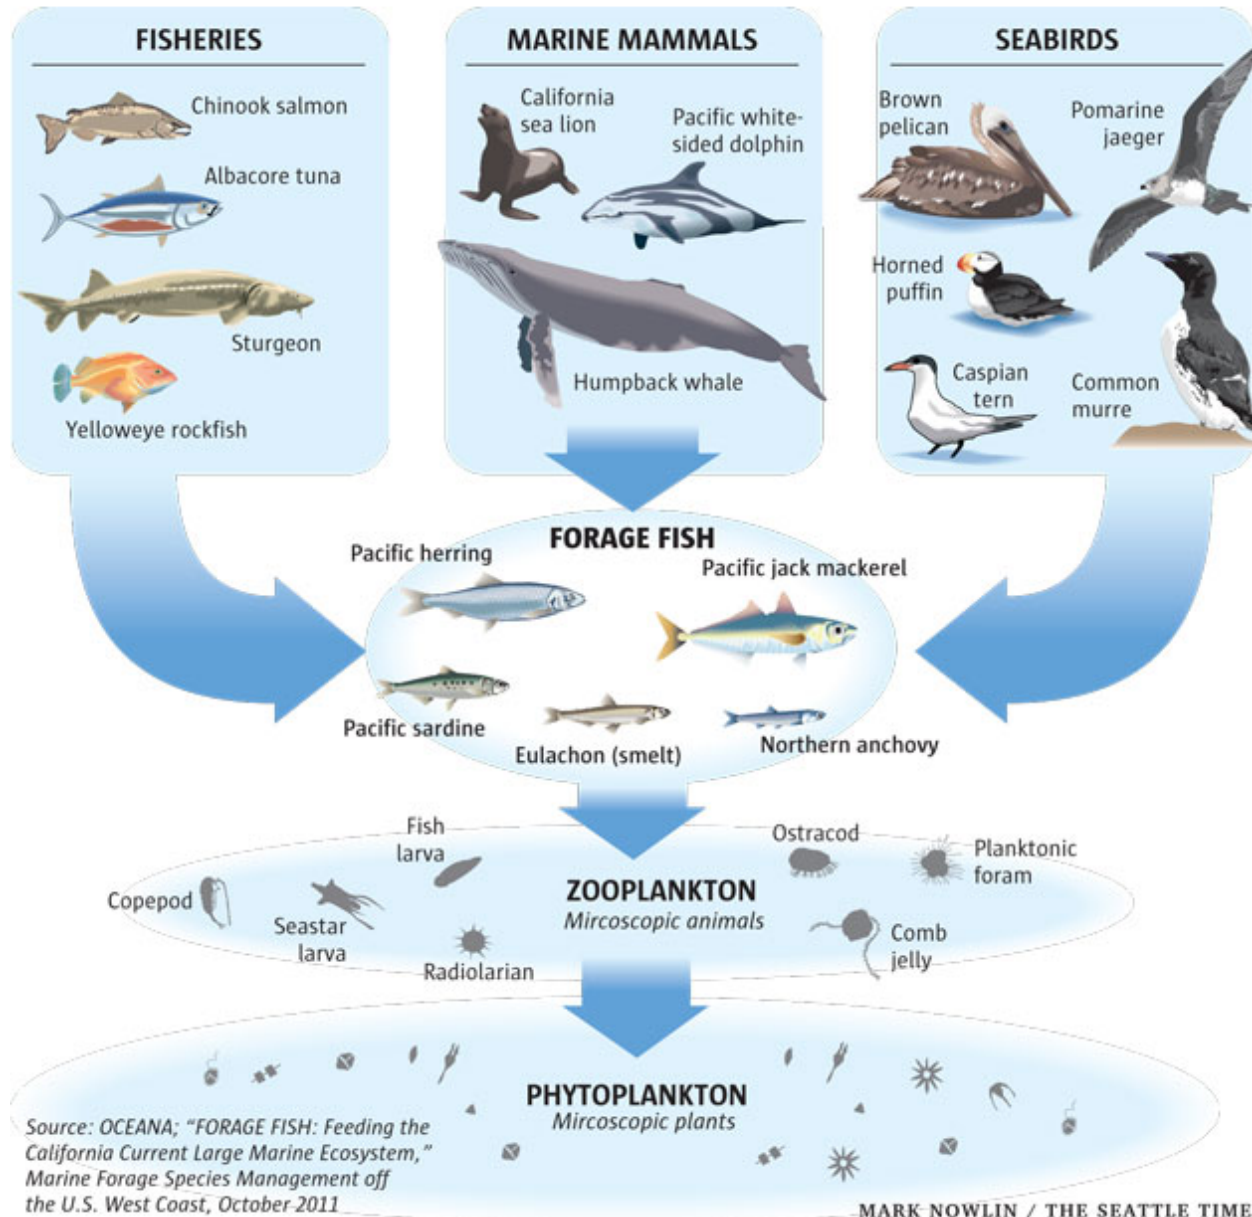 FISHERIES
Chinook salmon
Albacore tuna
Sturgeon
Yelloweye rockfish
MARINE MAMMALS
California
sea lion
Pacific white-
sided dolphin
Humpback whale
SEABIRDS
Brown
pelican
Pomarine
jaeger
Horned
puffin
Caspian
tern
Common
murre
FORAGE FISH
Pacific herring
Pacific jack mackerel
Pacific sardine
Eulachon (smelt)
Northern anchovy
Fish
larva
Ostracod
Planktonic
foram
Copepod
ZOOPLANKTON
Mircoscopic animals
Seastar
larva
Radiolarian
Comb
jelly
PHYTOPLANKTON
Mircoscopic plants
Source: OCEANA; “FORAGE FISH: Feeding the
California Current Large Marine Ecosystem,”
Marine Forage Species Management off
the U.S. West Coast, October 2011
MARK NOWLIN / THE SEATTLE TIME